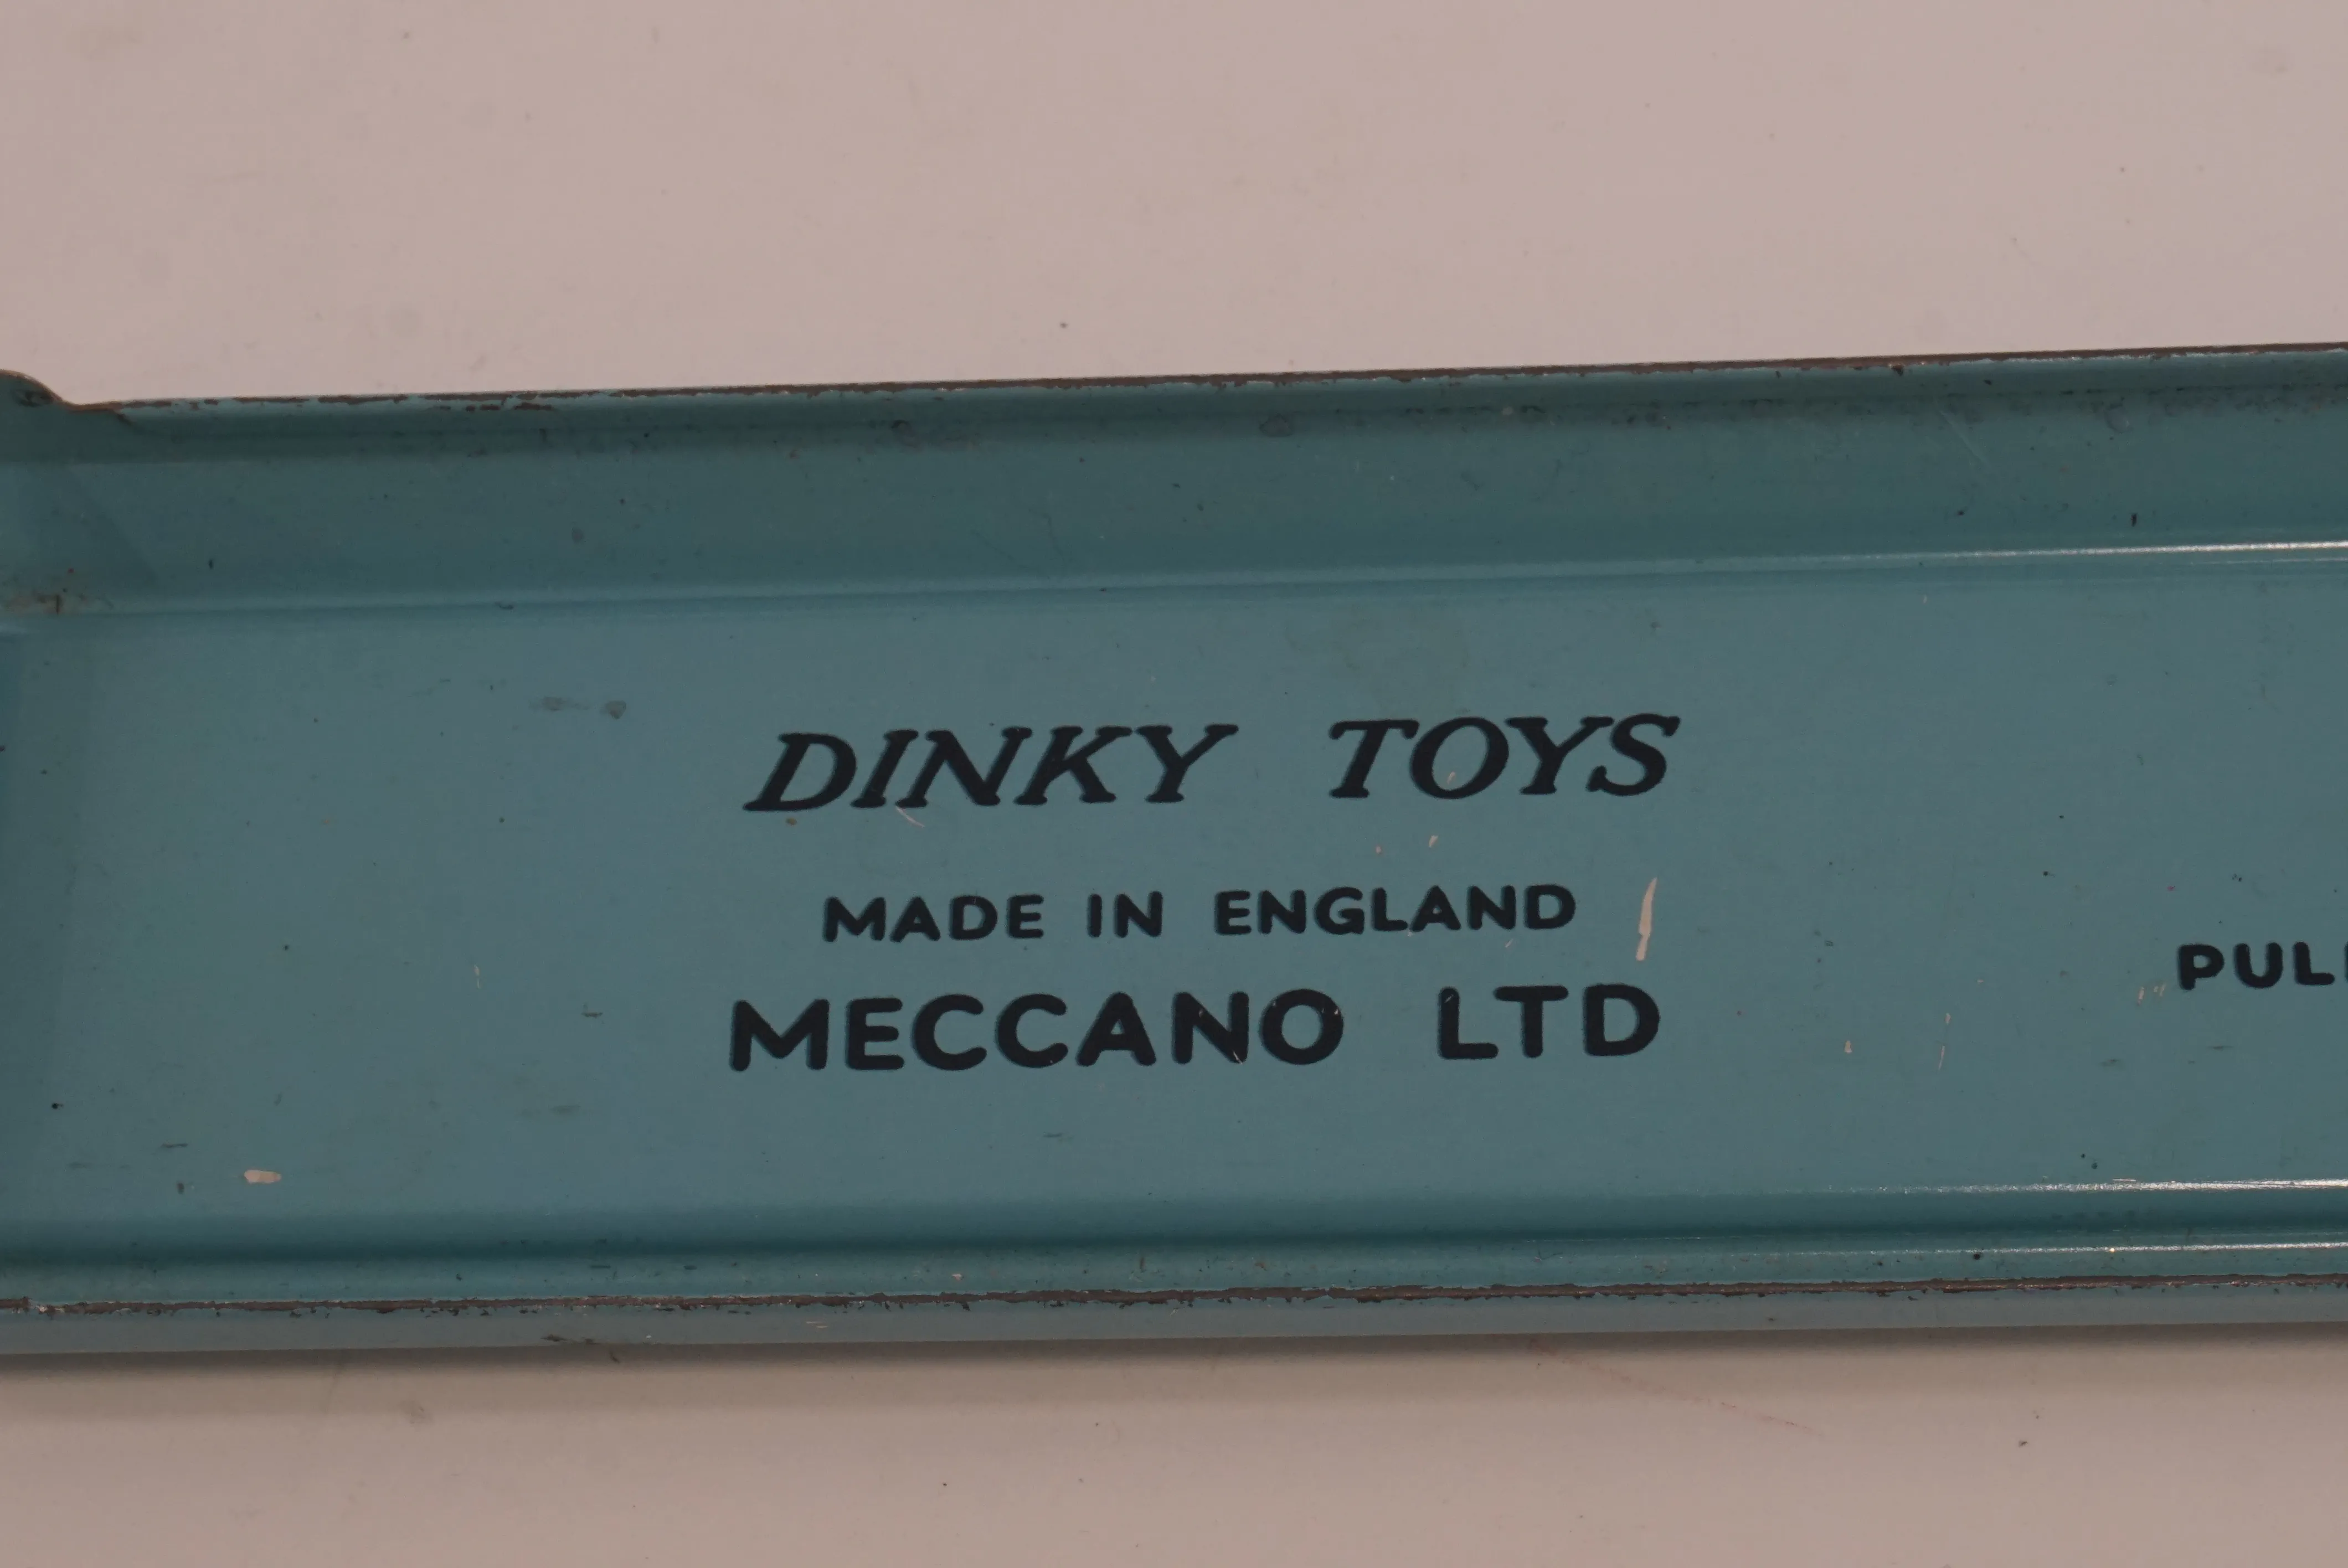 DINKY TOYS
MADE IN ENGLAND
MECCANO LTD